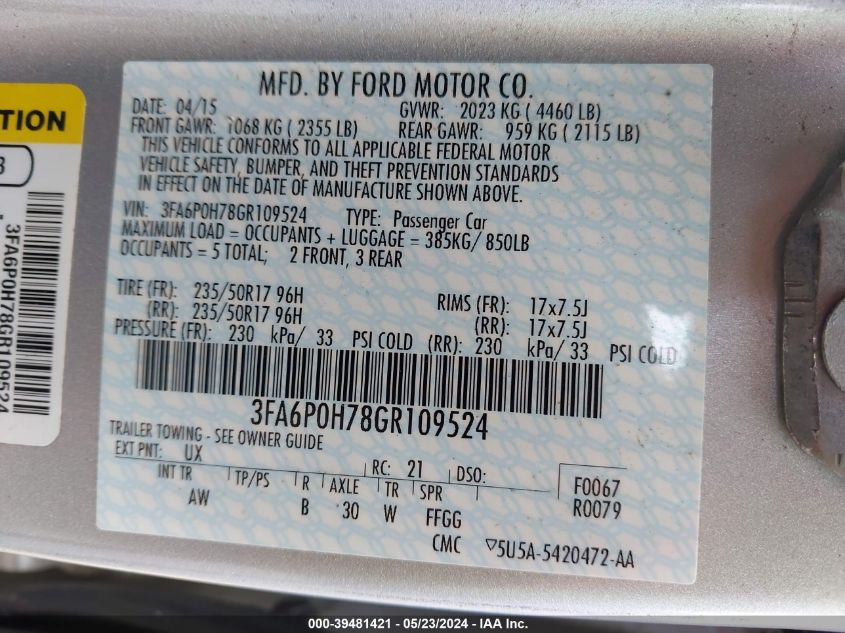 MFD. BY FORD MOTOR CO.
DATE: 04/15 GVWR: 2023 KG ( 4460 LB)
FRONT GAWR: 1068 KG ( 2355 LB) REAR GAWR: 959 KG ( 2115 LB)
THIS VEHICLE CONFORMS TO ALL APPLICABLE FEDERAL MOTOR
VEHICLE SAFETY, BUMPER, AND THEFT PREVENTION STANDARDS
IN EFFECT ON THE DATE OF MANUFACTURE SHOWN ABOVE.
VIN: 3FA6P0H78GR109524 TYPE: Passenger Car
MAXIMUM LOAD = OCCUPANTS + LUGGAGE = 385KG/ 850LB
OCCUPANTS = 5 TOTAL; 2 FRONT, 3 REAR
TIRE (FR): 235/50R17 96H RIMS (FR): 17x7.5J
(RR): 235/50R17 96H (RR): 17x7.5J
PRESSURE (FR): 230 kPa/ 33 PSI COLD (RR): 230 kPa/ 33 PSI COLD
3FA6P0H78GR109524
TRAILER TOWING - SEE OWNER GUIDE
EXT PNT: UX RC: 21 DSO:
INT TR TP/PS R AXLE TR SPR F0067
AW B 30 W FFGG R0079
CMC ▽5U5A-5420472-AA
TION
3
3FA6P0H78GR109524
000-39481421 - 05/23/2024 - IAA Inc.